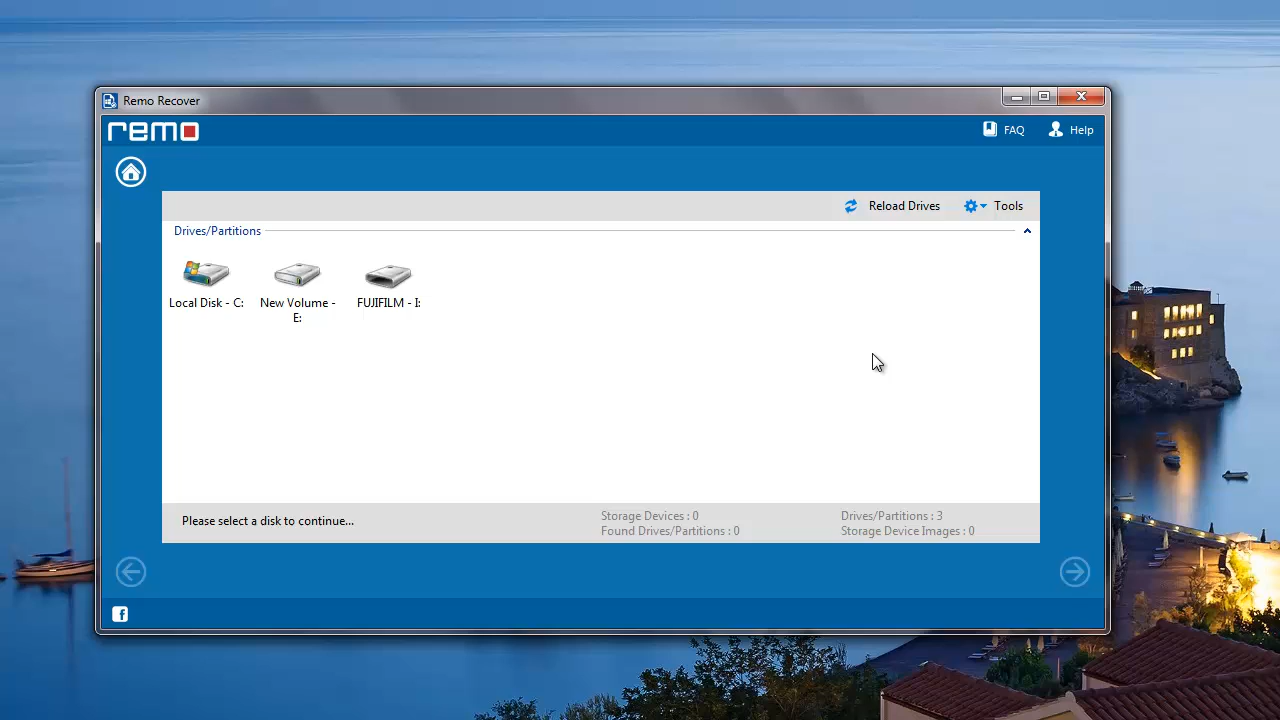 Remo Recover
remo
FAQ
Help
Reload Drives
Tools
Drives/Partitions
Local Disk - C:
New Volume -
E:
FUJIFILM - I:
Please select a disk to continue...
Storage Devices : 0
Found Drives/Partitions : 0
Drives/Partitions : 3
Storage Device Images : 0
f